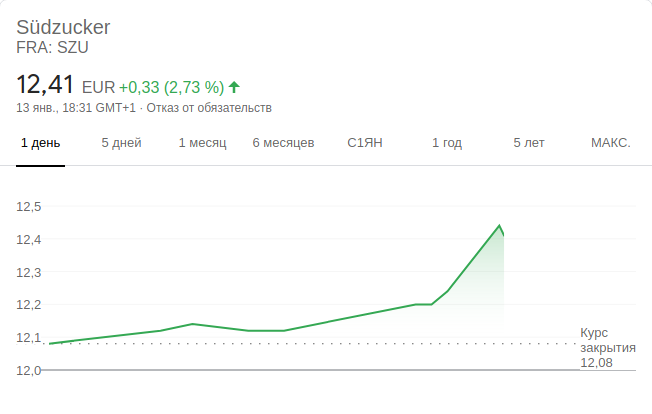 Südzucker
FRA: SZU
12,41 EUR +0,33 (2,73 %)
13 янв., 18:31 GMT+1 · Отказ от обязательств
1 день 5 дней 1 месяц 6 месяцев С1ЯН 1 год 5 лет МАКС.
12,5
12,4
12,3
12,2
12,1
12,0
Курс
закрытия
12,08